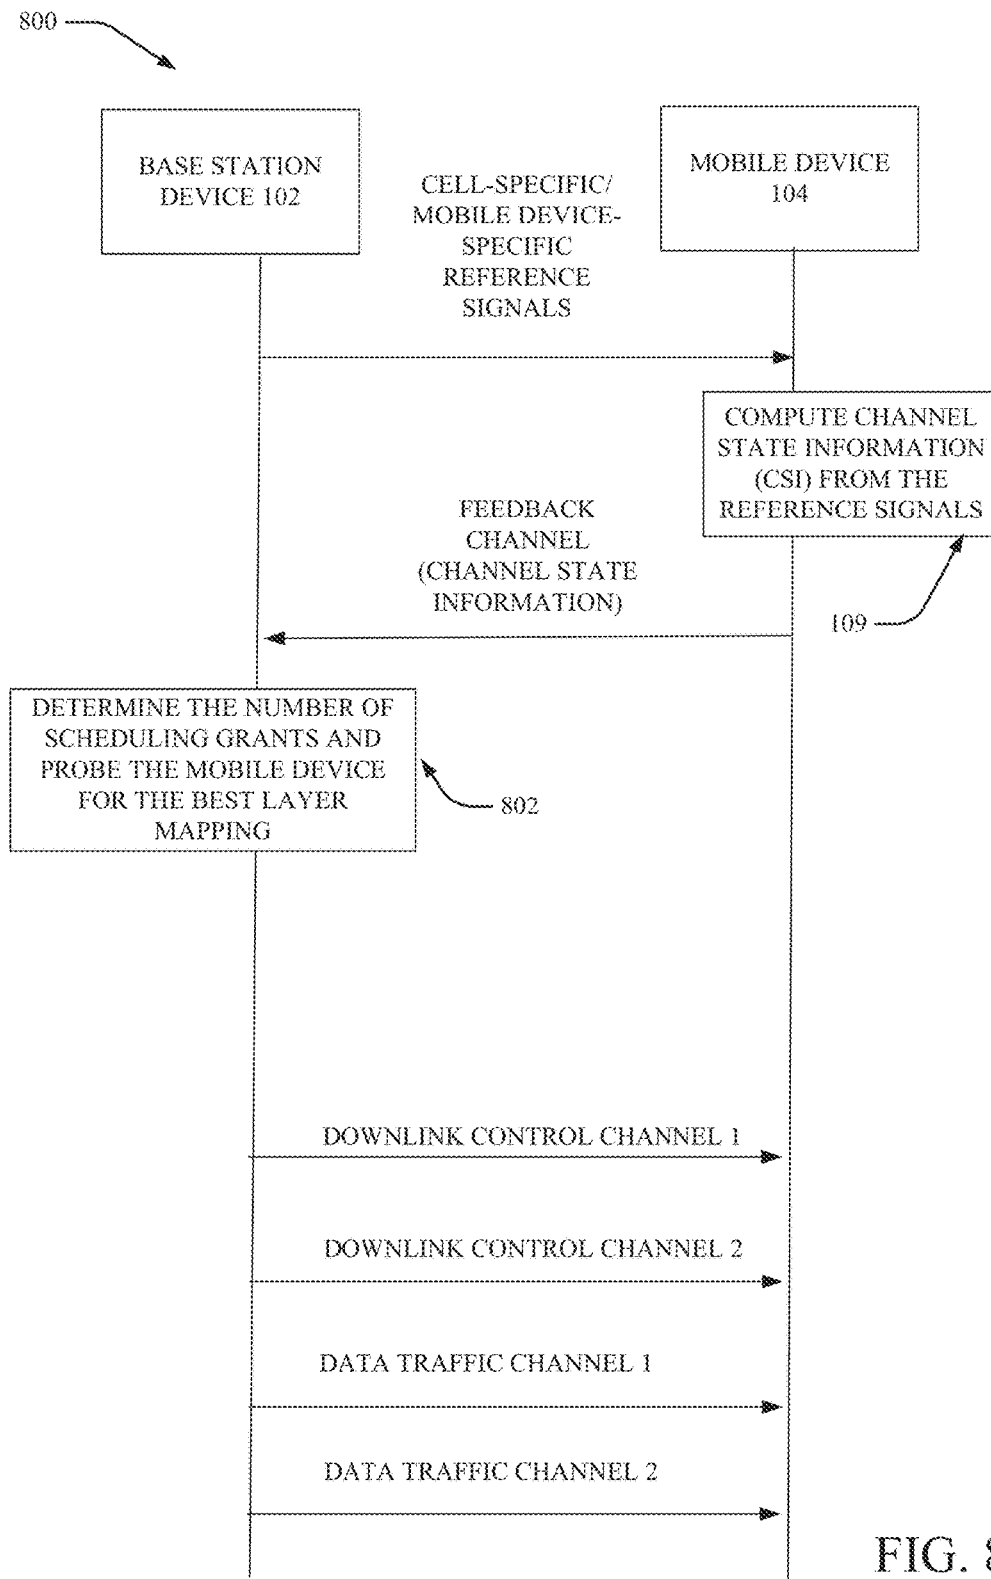 800
BASE STATION
DEVICE 102
MOBILE DEVICE
104
CELL-SPECIFIC/
MOBILE DEVICE-
SPECIFIC
REFERENCE
SIGNALS
COMPUTE CHANNEL
STATE INFORMATION
(CSI) FROM THE
REFERENCE SIGNALS
109
FEEDBACK
CHANNEL
(CHANNEL STATE
INFORMATION)
DETERMINE THE NUMBER OF
SCHEDULING GRANTS AND
PROBE THE MOBILE DEVICE
FOR THE BEST LAYER
MAPPING
802
DOWNLINK CONTROL CHANNEL 1
DOWNLINK CONTROL CHANNEL 2
DATA TRAFFIC CHANNEL 1
DATA TRAFFIC CHANNEL 2
FIG. 8